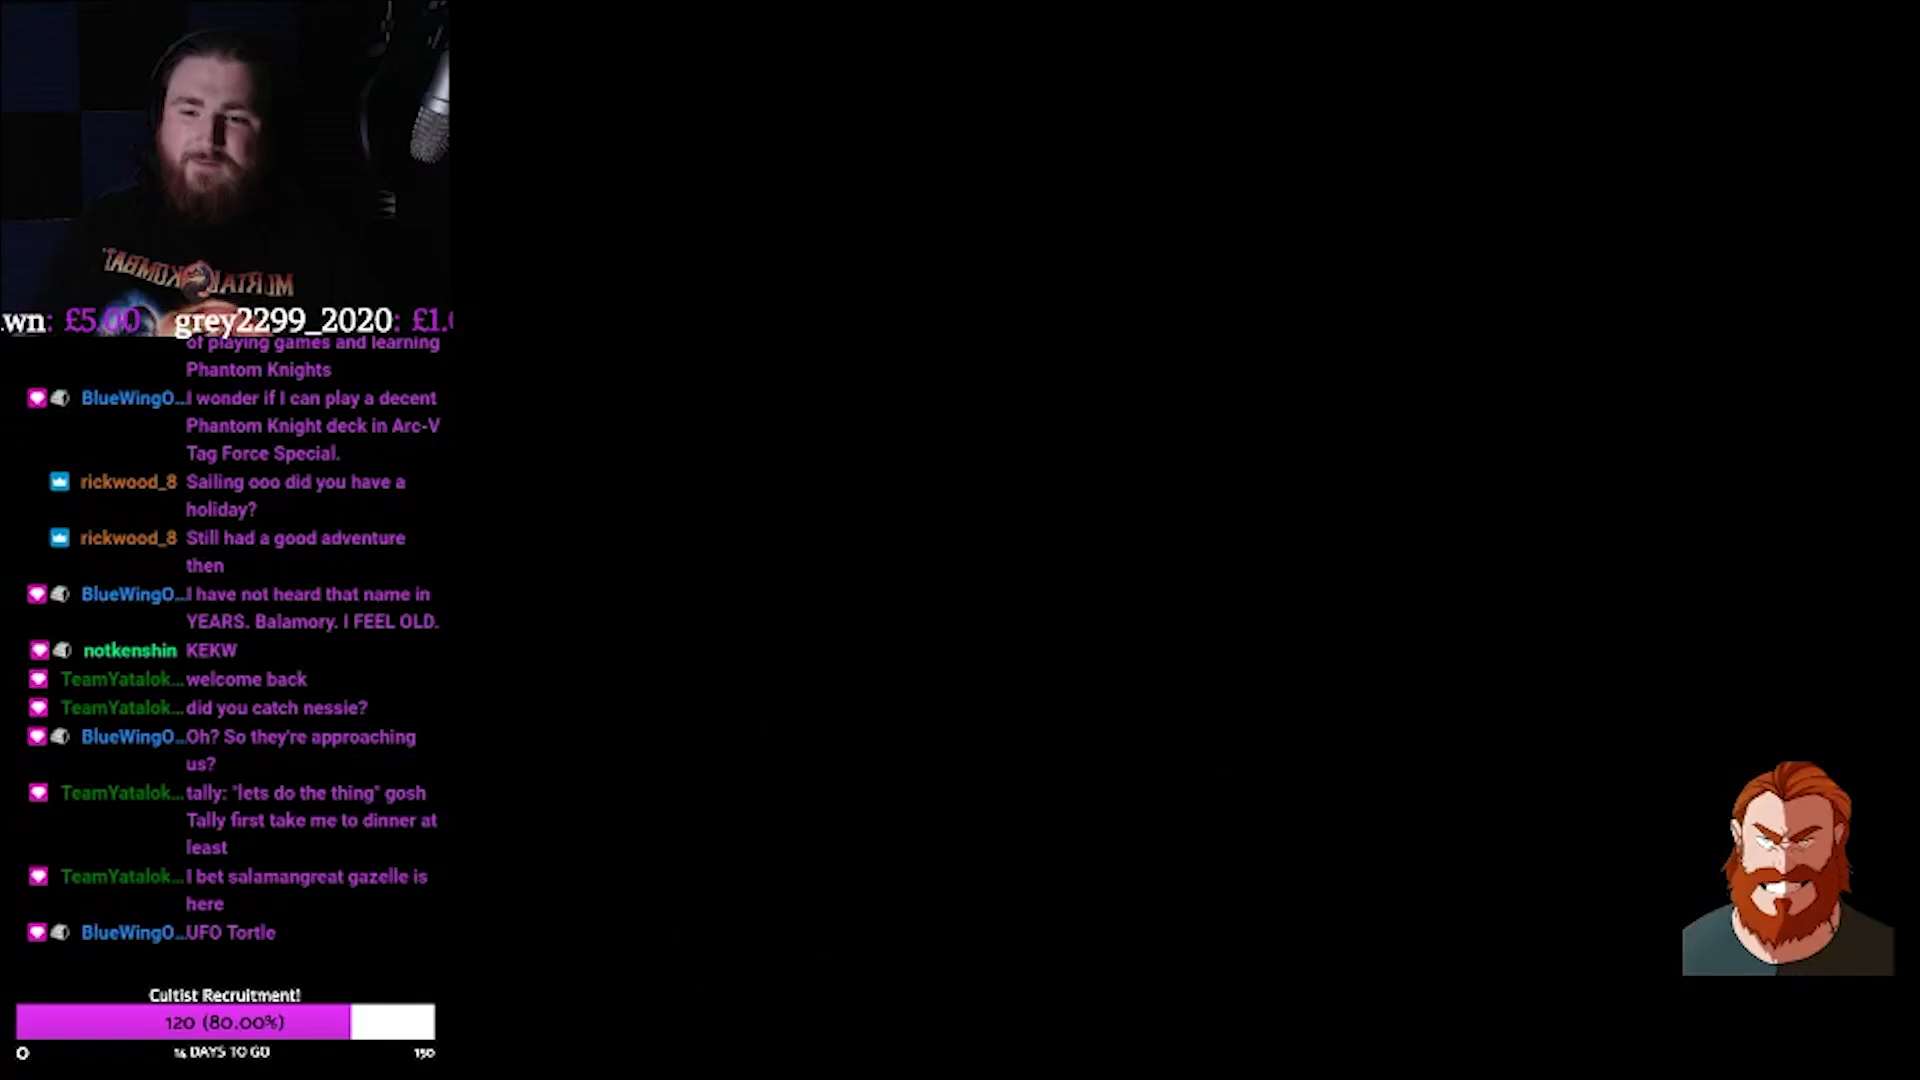 MORTAL KOMBAT
wn: £5.00 grey2299_2020: £1.
of playing games and learning
Phantom Knights
BlueWingO... I wonder if I can play a decent
Phantom Knight deck in Arc-V
Tag Force Special.
rickwood_8 Sailing ooo did you have a
holiday?
rickwood_8 Still had a good adventure
then
BlueWingO... I have not heard that name in
YEARS. Balamory. I FEEL OLD.
notkenshin KEKW
TeamYatalok... welcome back
TeamYatalok... did you catch nessie?
BlueWingO... Oh? So they're approaching
us?
TeamYatalok... tally: "lets do the thing" gosh
Tally first take me to dinner at
least
TeamYatalok... I bet salamangreat gazelle is
here
BlueWingO... UFO Tortle
Cultist Recruitment!
120 (80.00%)
0 14 DAYS TO GO 150